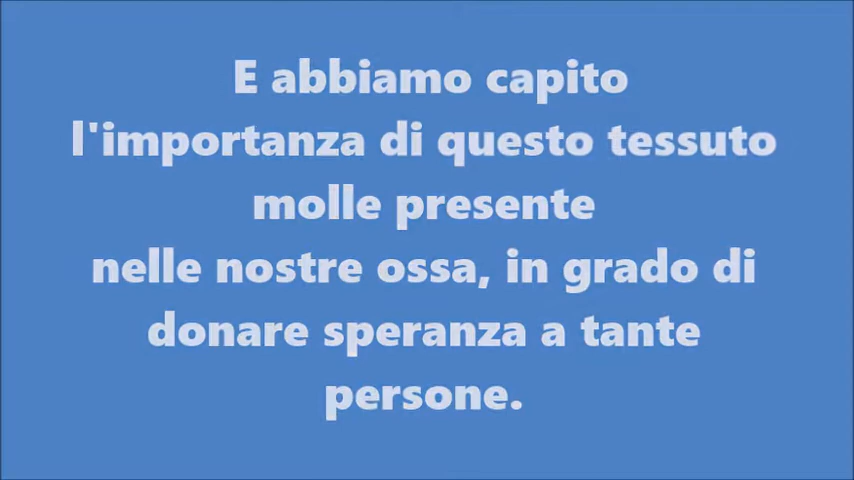 E abbiamo capito
l'importanza di questo tessuto
molle presente
nelle nostre ossa, in grado di
donare speranza a tante
persone.